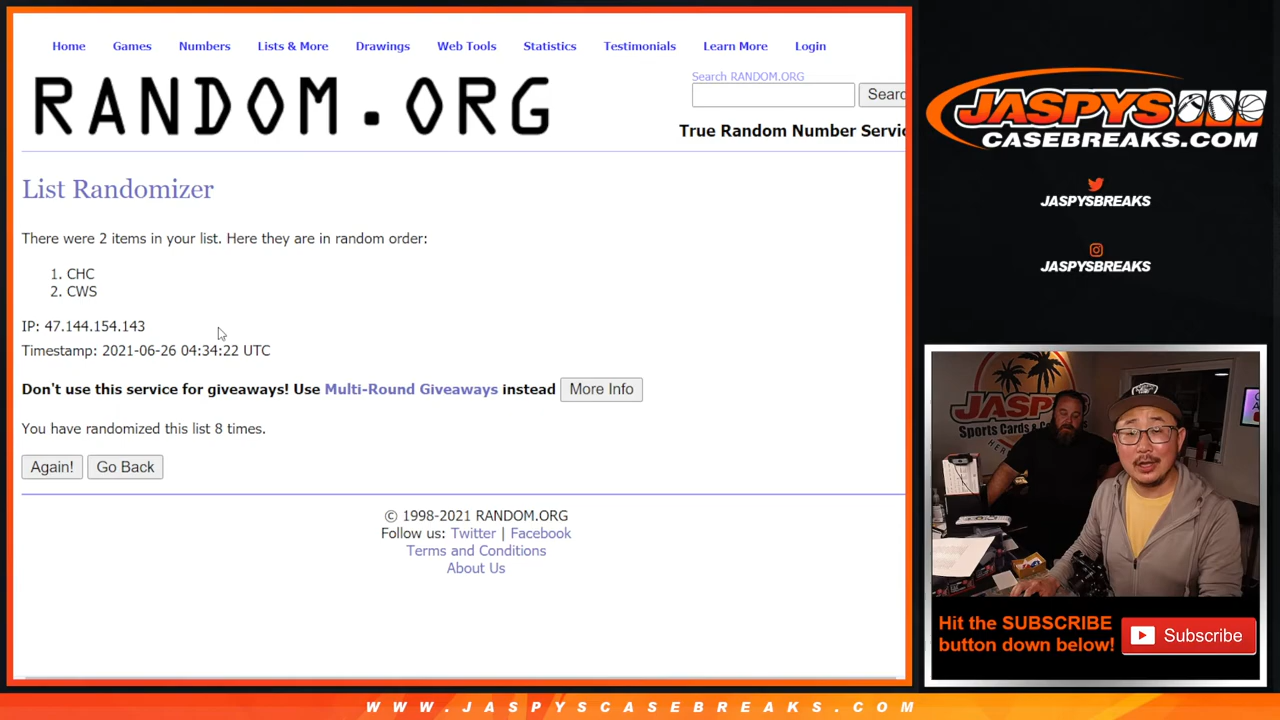 Home Games Numbers Lists & More Drawings Web Tools Statistics Testimonials Learn More Login
Search RANDOM.ORG
RANDOM.ORG
Searc
True Random Number Servic
List Randomizer
There were 2 items in your list. Here they are in random order:
1. CHC
2. CWS
IP: 47.144.154.143
Timestamp: 2021-06-26 04:34:22 UTC
Don't use this service for giveaways! Use Multi-Round Giveaways instead More Info
You have randomized this list 8 times.
Again! Go Back
© 1998-2021 RANDOM.ORG
Follow us: Twitter | Facebook
Terms and Conditions
About Us
JASPYS
CASEBREAKS.COM
JASPYSBREAKS
JASPYSBREAKS
JASPYS
Sports Cards &
Hit the SUBSCRIBE
button down below!
Subscribe
WWW.JASPYSCASEBREAKS.COM